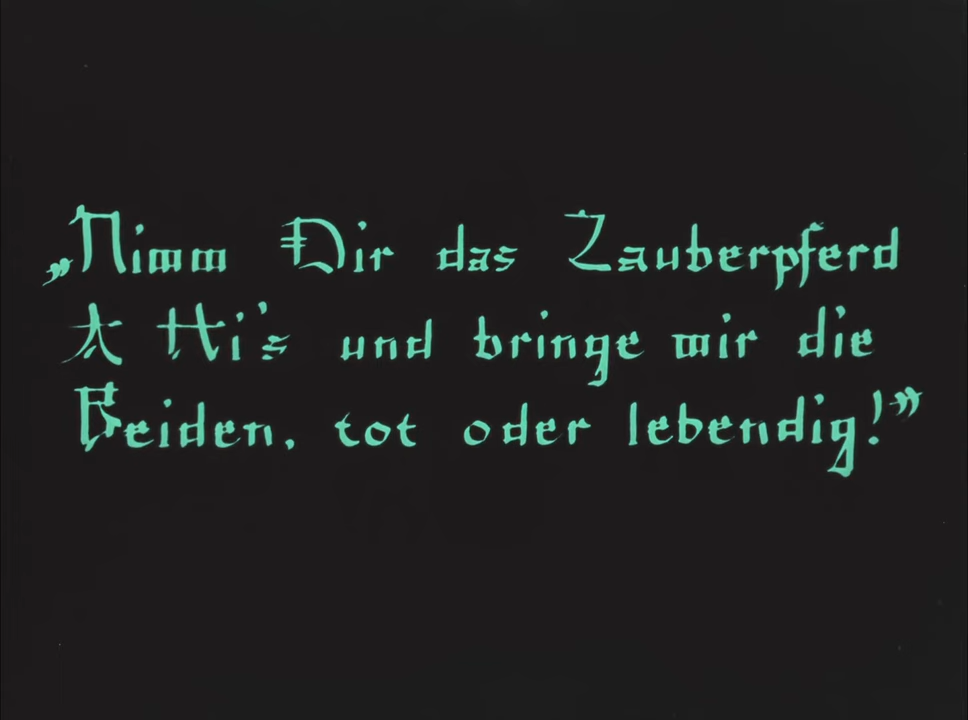 „Nimm Dir das Zauberpferd
A Hi's und bringe mir die
Beiden, tot oder lebendig!”